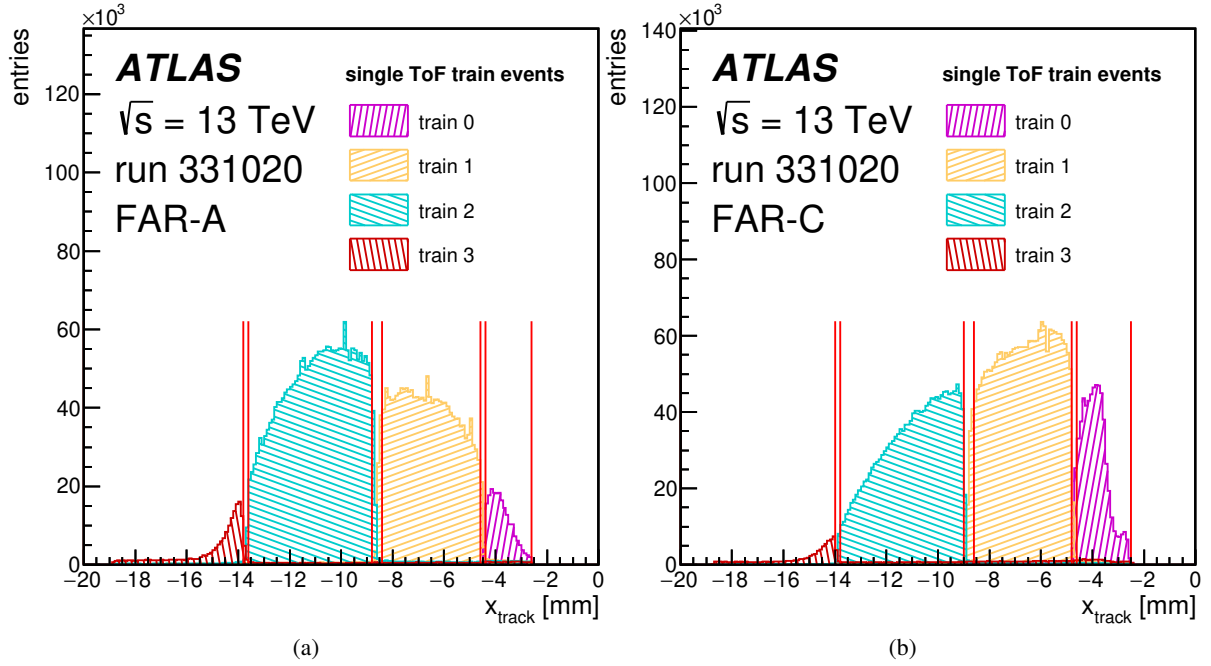 ×10³
entries
ATLAS
√s = 13 TeV
run 331020
FAR-A
single ToF train events
train 0
train 1
train 2
train 3
120
100
80
60
40
20
0
−20 −18 −16 −14 −12 −10 −8 −6 −4 −2 0
x_track [mm]
(a)
×10³
entries
ATLAS
√s = 13 TeV
run 331020
FAR-C
single ToF train events
train 0
train 1
train 2
train 3
140
120
100
80
60
40
20
0
−20 −18 −16 −14 −12 −10 −8 −6 −4 −2 0
x_track [mm]
(b)